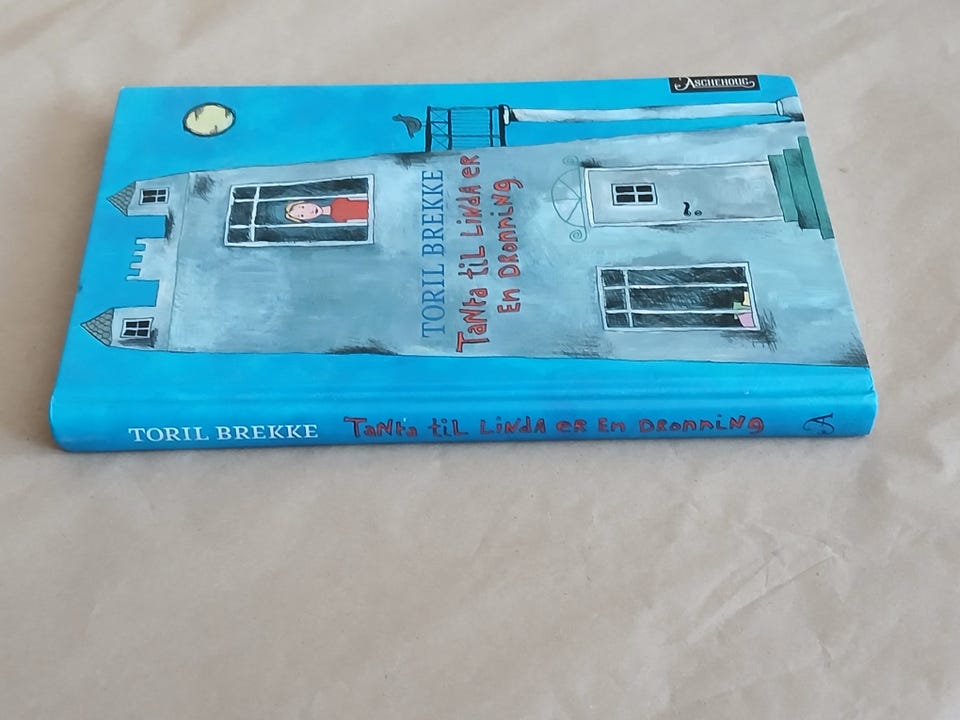 ASCHEHOUG
TORIL BREKKE
TaNta tiL LiNdA eR
En DRonniNg
TORIL BREKKE TaNta tiL LiNdA eR En DRonniNg A